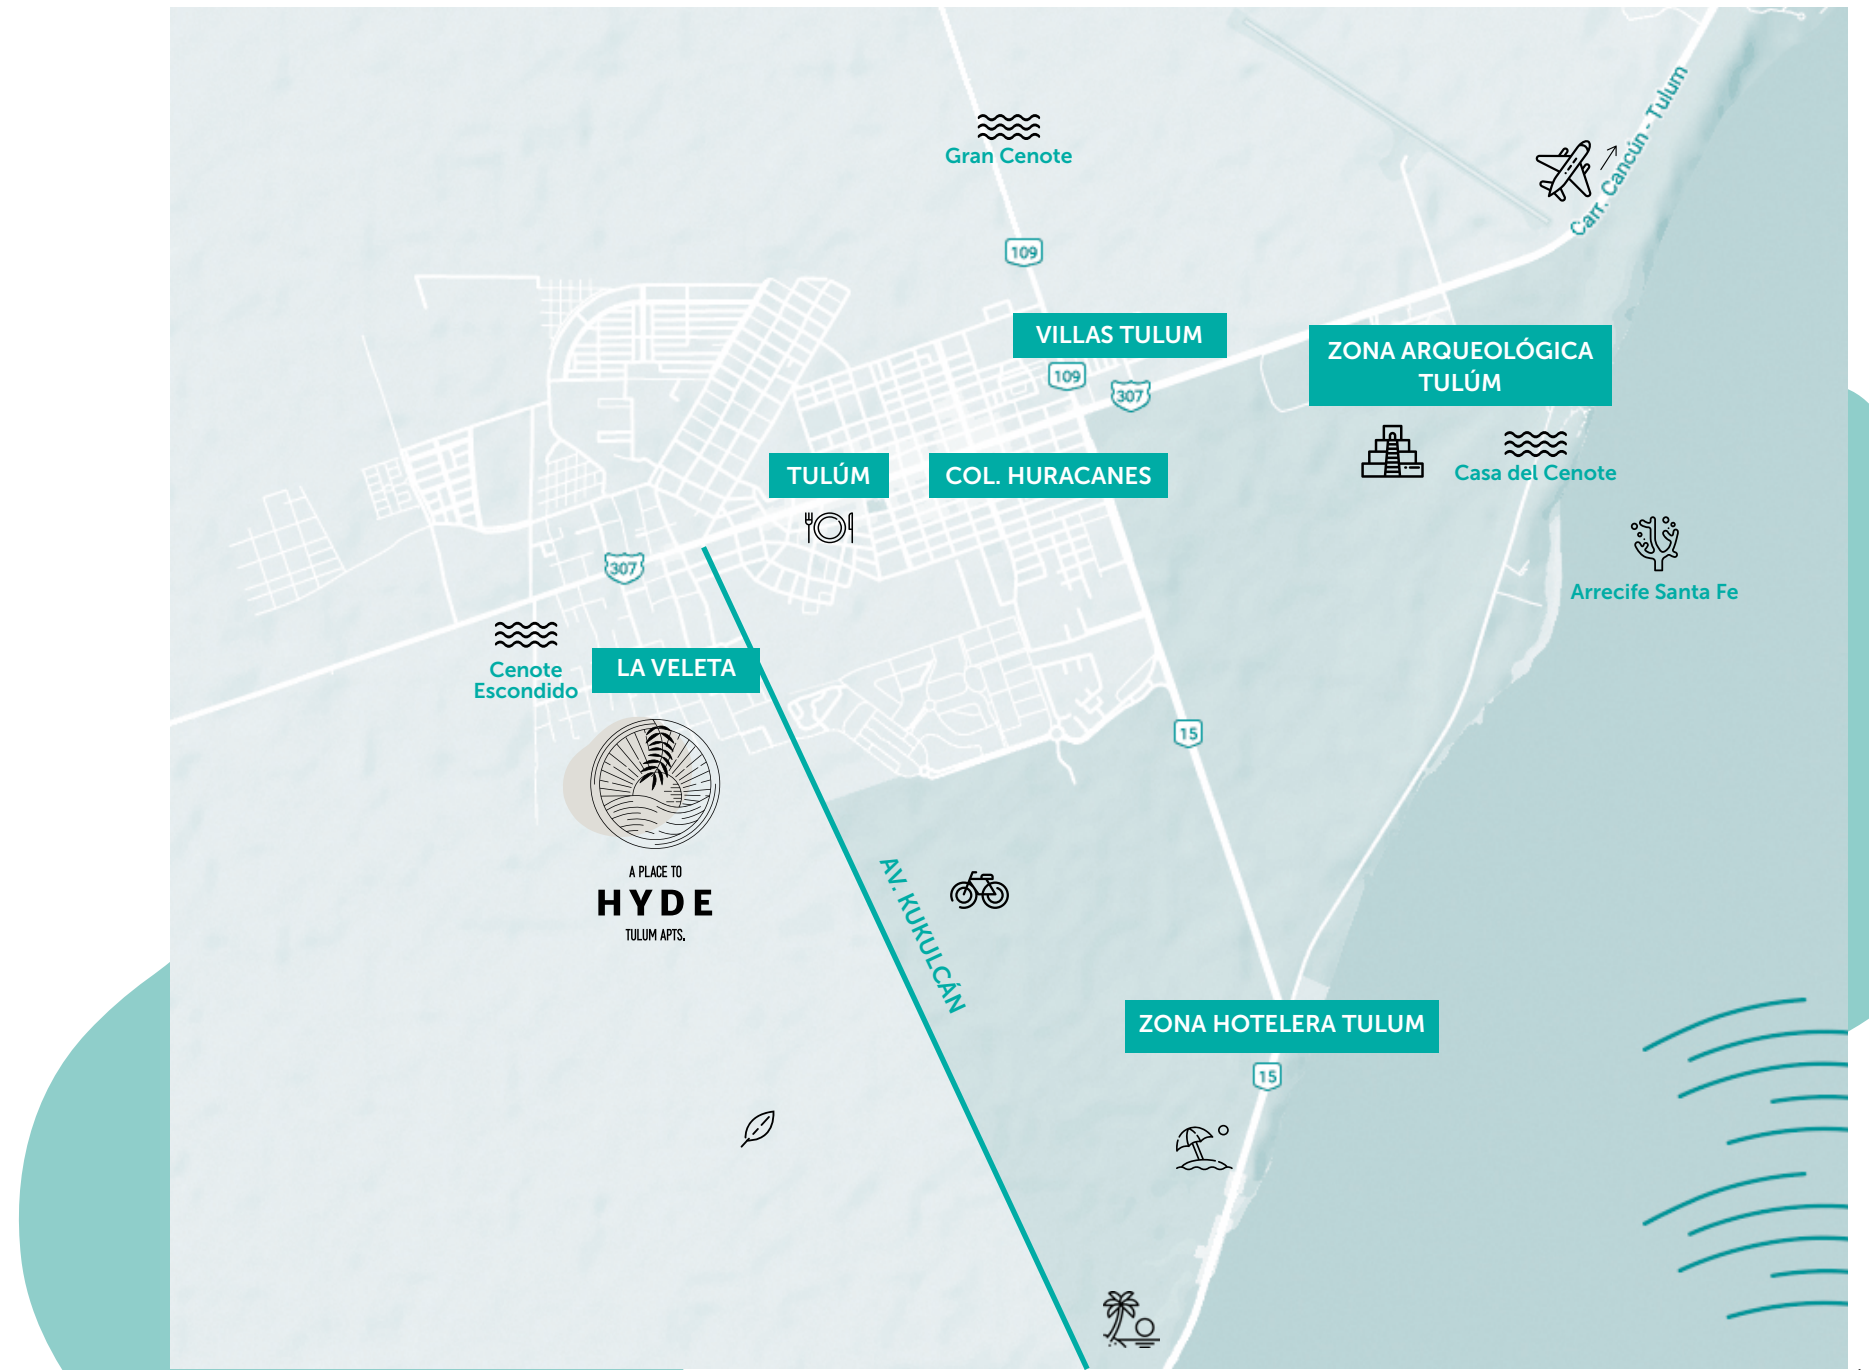 Gran Cenote
Carr. Cancún - Tulum
109
VILLAS TULUM
109
307
ZONA ARQUEOLÓGICA
TULÚM
Casa del Cenote
TULÚM
COL. HURACANES
Arrecife Santa Fe
307
Cenote
Escondido
LA VELETA
15
A PLACE TO
HYDE
TULUM APTS.
AV. KUKULCÁN
ZONA HOTELERA TULUM
15